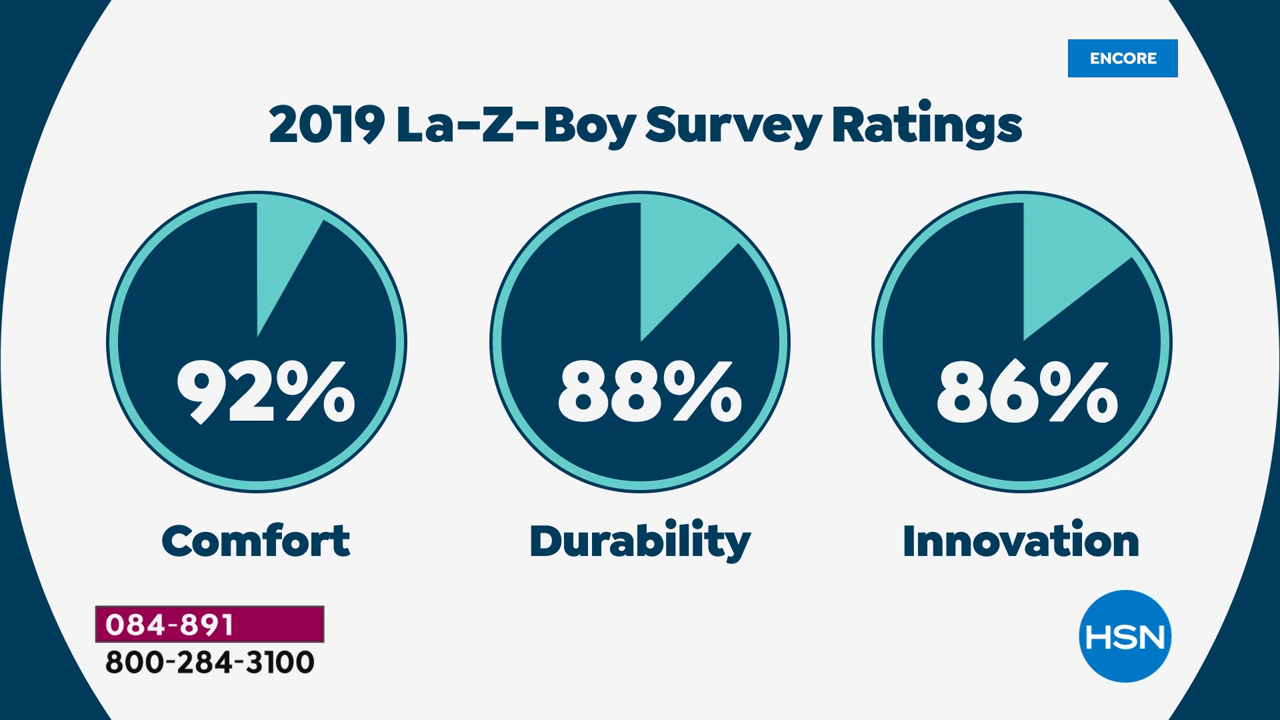 ENCORE
2019 La-Z-Boy Survey Ratings
92%
88%
86%
Comfort
Durability
Innovation
084-891
800-284-3100
HSN